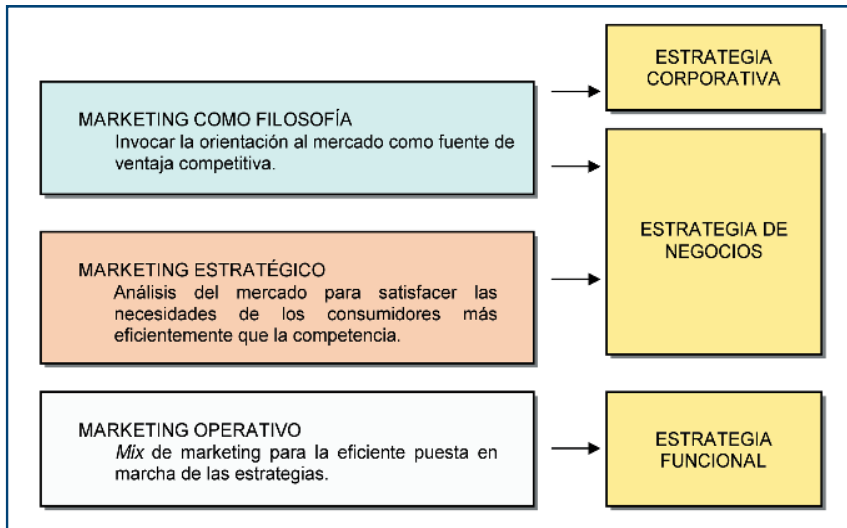 ESTRATEGIA
CORPORATIVA
MARKETING COMO FILOSOFÍA
Invocar la orientación al mercado como fuente de
ventaja competitiva.
ESTRATEGIA DE
NEGOCIOS
MARKETING ESTRATÉGICO
Análisis del mercado para satisfacer las
necesidades de los consumidores más
eficientemente que la competencia.
MARKETING OPERATIVO
Mix de marketing para la eficiente puesta en
marcha de las estrategias.
ESTRATEGIA
FUNCIONAL